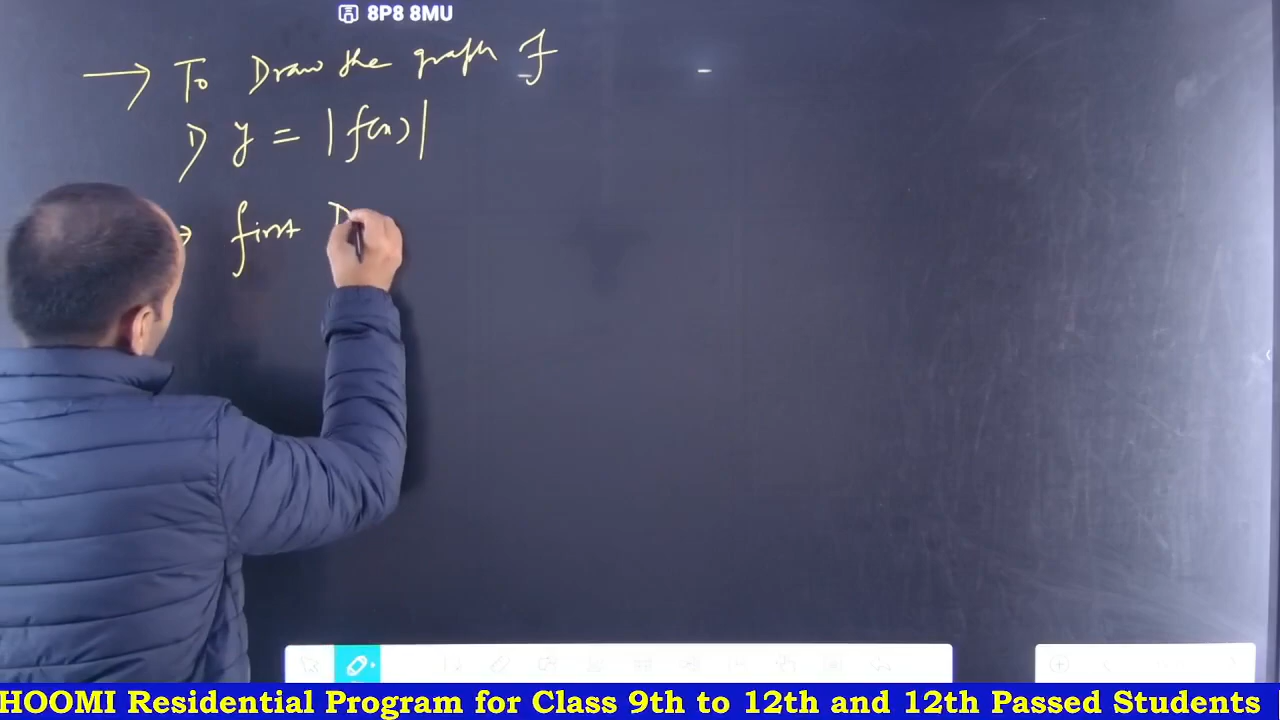 8P8 8MU
→ To Draw the graph of
1) y = |f(x)|
→ first D
HOOMI Residential Program for Class 9th to 12th and 12th Passed Students